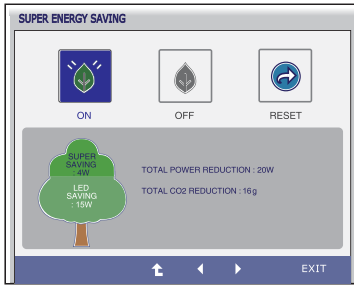 SUPER ENERGY SAVING
ON OFF RESET
SUPER
SAVING
: 4W
LED
SAVING
: 15W
TOTAL POWER REDUCTION : 20W
TOTAL CO2 REDUCTION : 16g
EXIT